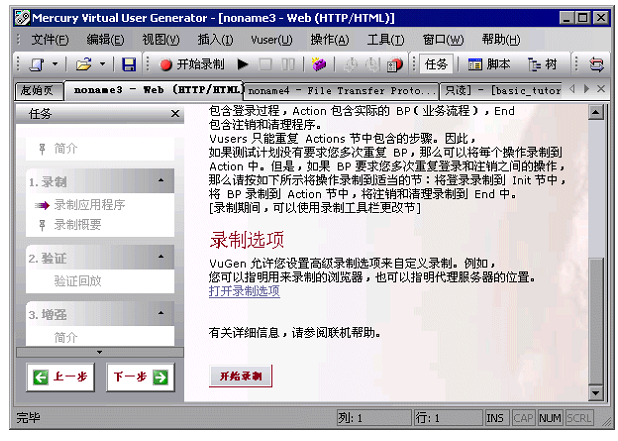 Mercury Virtual User Generator - [noname3 - Web (HTTP/HTML)]
文件(F) 编辑(E) 视图(V) 插入(I) Vuser(U) 操作(A) 工具(T) 窗口(W) 帮助(H)
开始录制 任务 脚本 树
起始页 noname3 - Web (HTTP/HTML) noname4 - File Transfer Proto... 只读] - [basic_tutor
任务
简介
1. 录制
录制应用程序
录制概要
2. 验证
验证回放
3. 增强
简介
上一步 下一步
包含登录过程，Action 包含实际的 BP（业务流程），End
包含注销和清理程序。
Vusers 只能重复 Actions 节中包含的步骤。因此，
如果测试计划没有要求您多次重复 BP，那么可以将每个操作录制到
Action 中。但是，如果 BP 要求您多次重复登录和注销之间的操作，
那么请按如下所示将操作录制到适当的节：将登录录制到 Init 节中，
将 BP 录制到 Action 节中，将注销和清理录制到 End 中。
[录制期间，可以使用录制工具栏更改节]
录制选项
VuGen 允许您设置高级录制选项来自定义录制。例如，
您可以指明用来录制的浏览器，也可以指明代理服务器的位置。
打开录制选项
有关详细信息，请参阅联机帮助。
开始录制
完毕 列: 1 行: 1 INS CAP NUM SCRL